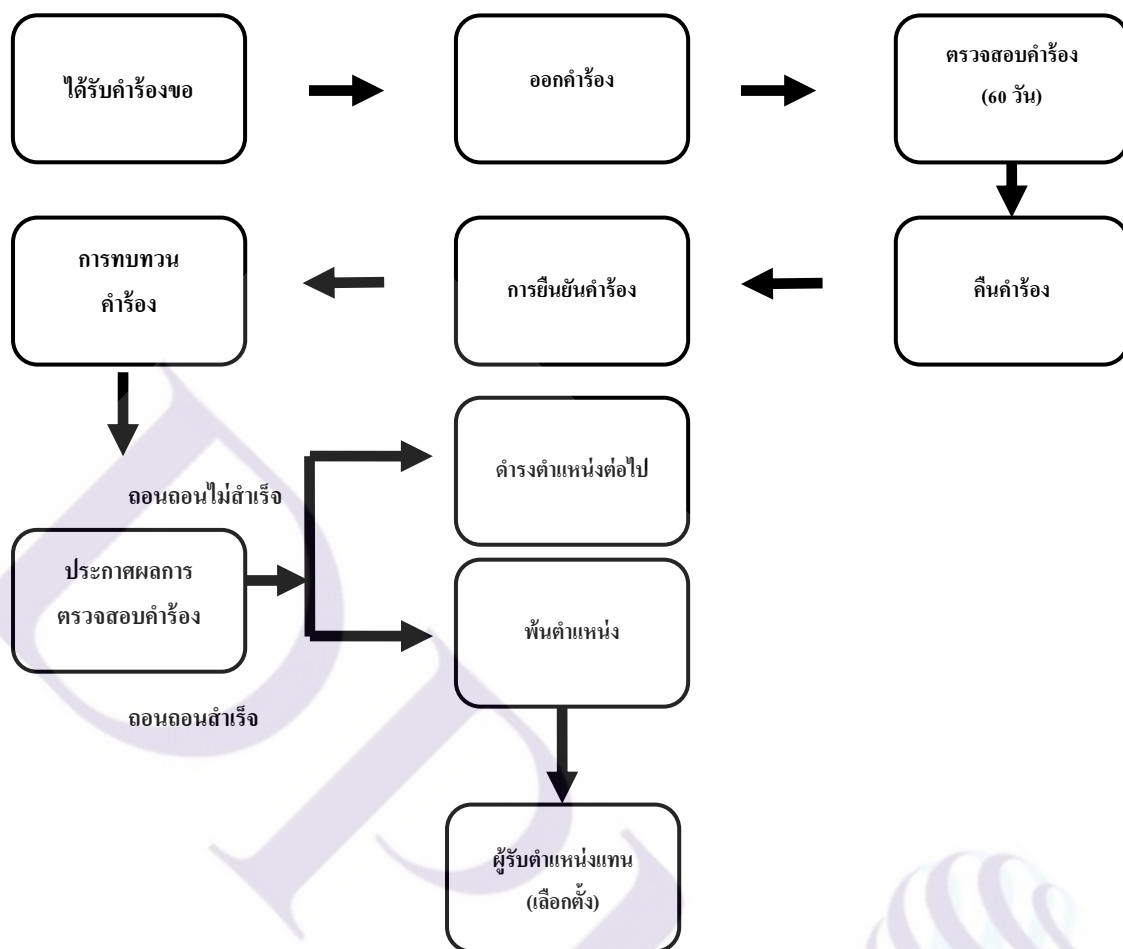 ได้รับคำร้องขอ
ออกคำร้อง
ตรวจสอบคำร้อง
(60 วัน)
การทบทวน
คำร้อง
การยืนยันคำร้อง
คืนคำร้อง
ดำรงตำแหน่งต่อไป
ถอนถอนไม่สำเร็จ
ประกาศผลการ
ตรวจสอบคำร้อง
พ้นตำแหน่ง
ถอนถอนสำเร็จ
ผู้รับตำแหน่งแทน
(เลือกตั้ง)